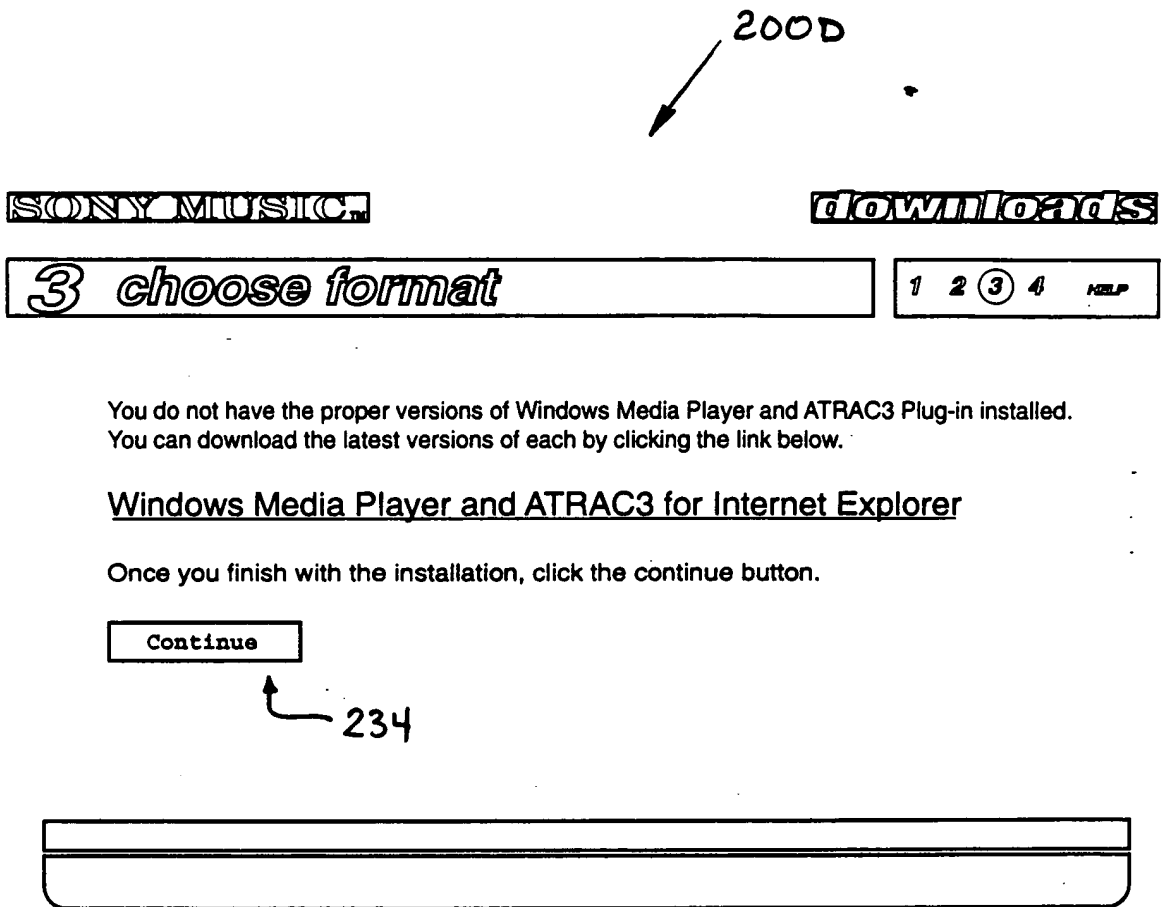 200D
SONY MUSIC™ downloads
3 choose format 1 2 3 4 HELP
You do not have the proper versions of Windows Media Player and ATRAC3 Plug-in installed.
You can download the latest versions of each by clicking the link below.
Windows Media Player and ATRAC3 for Internet Explorer
Once you finish with the installation, click the continue button.
Continue
234